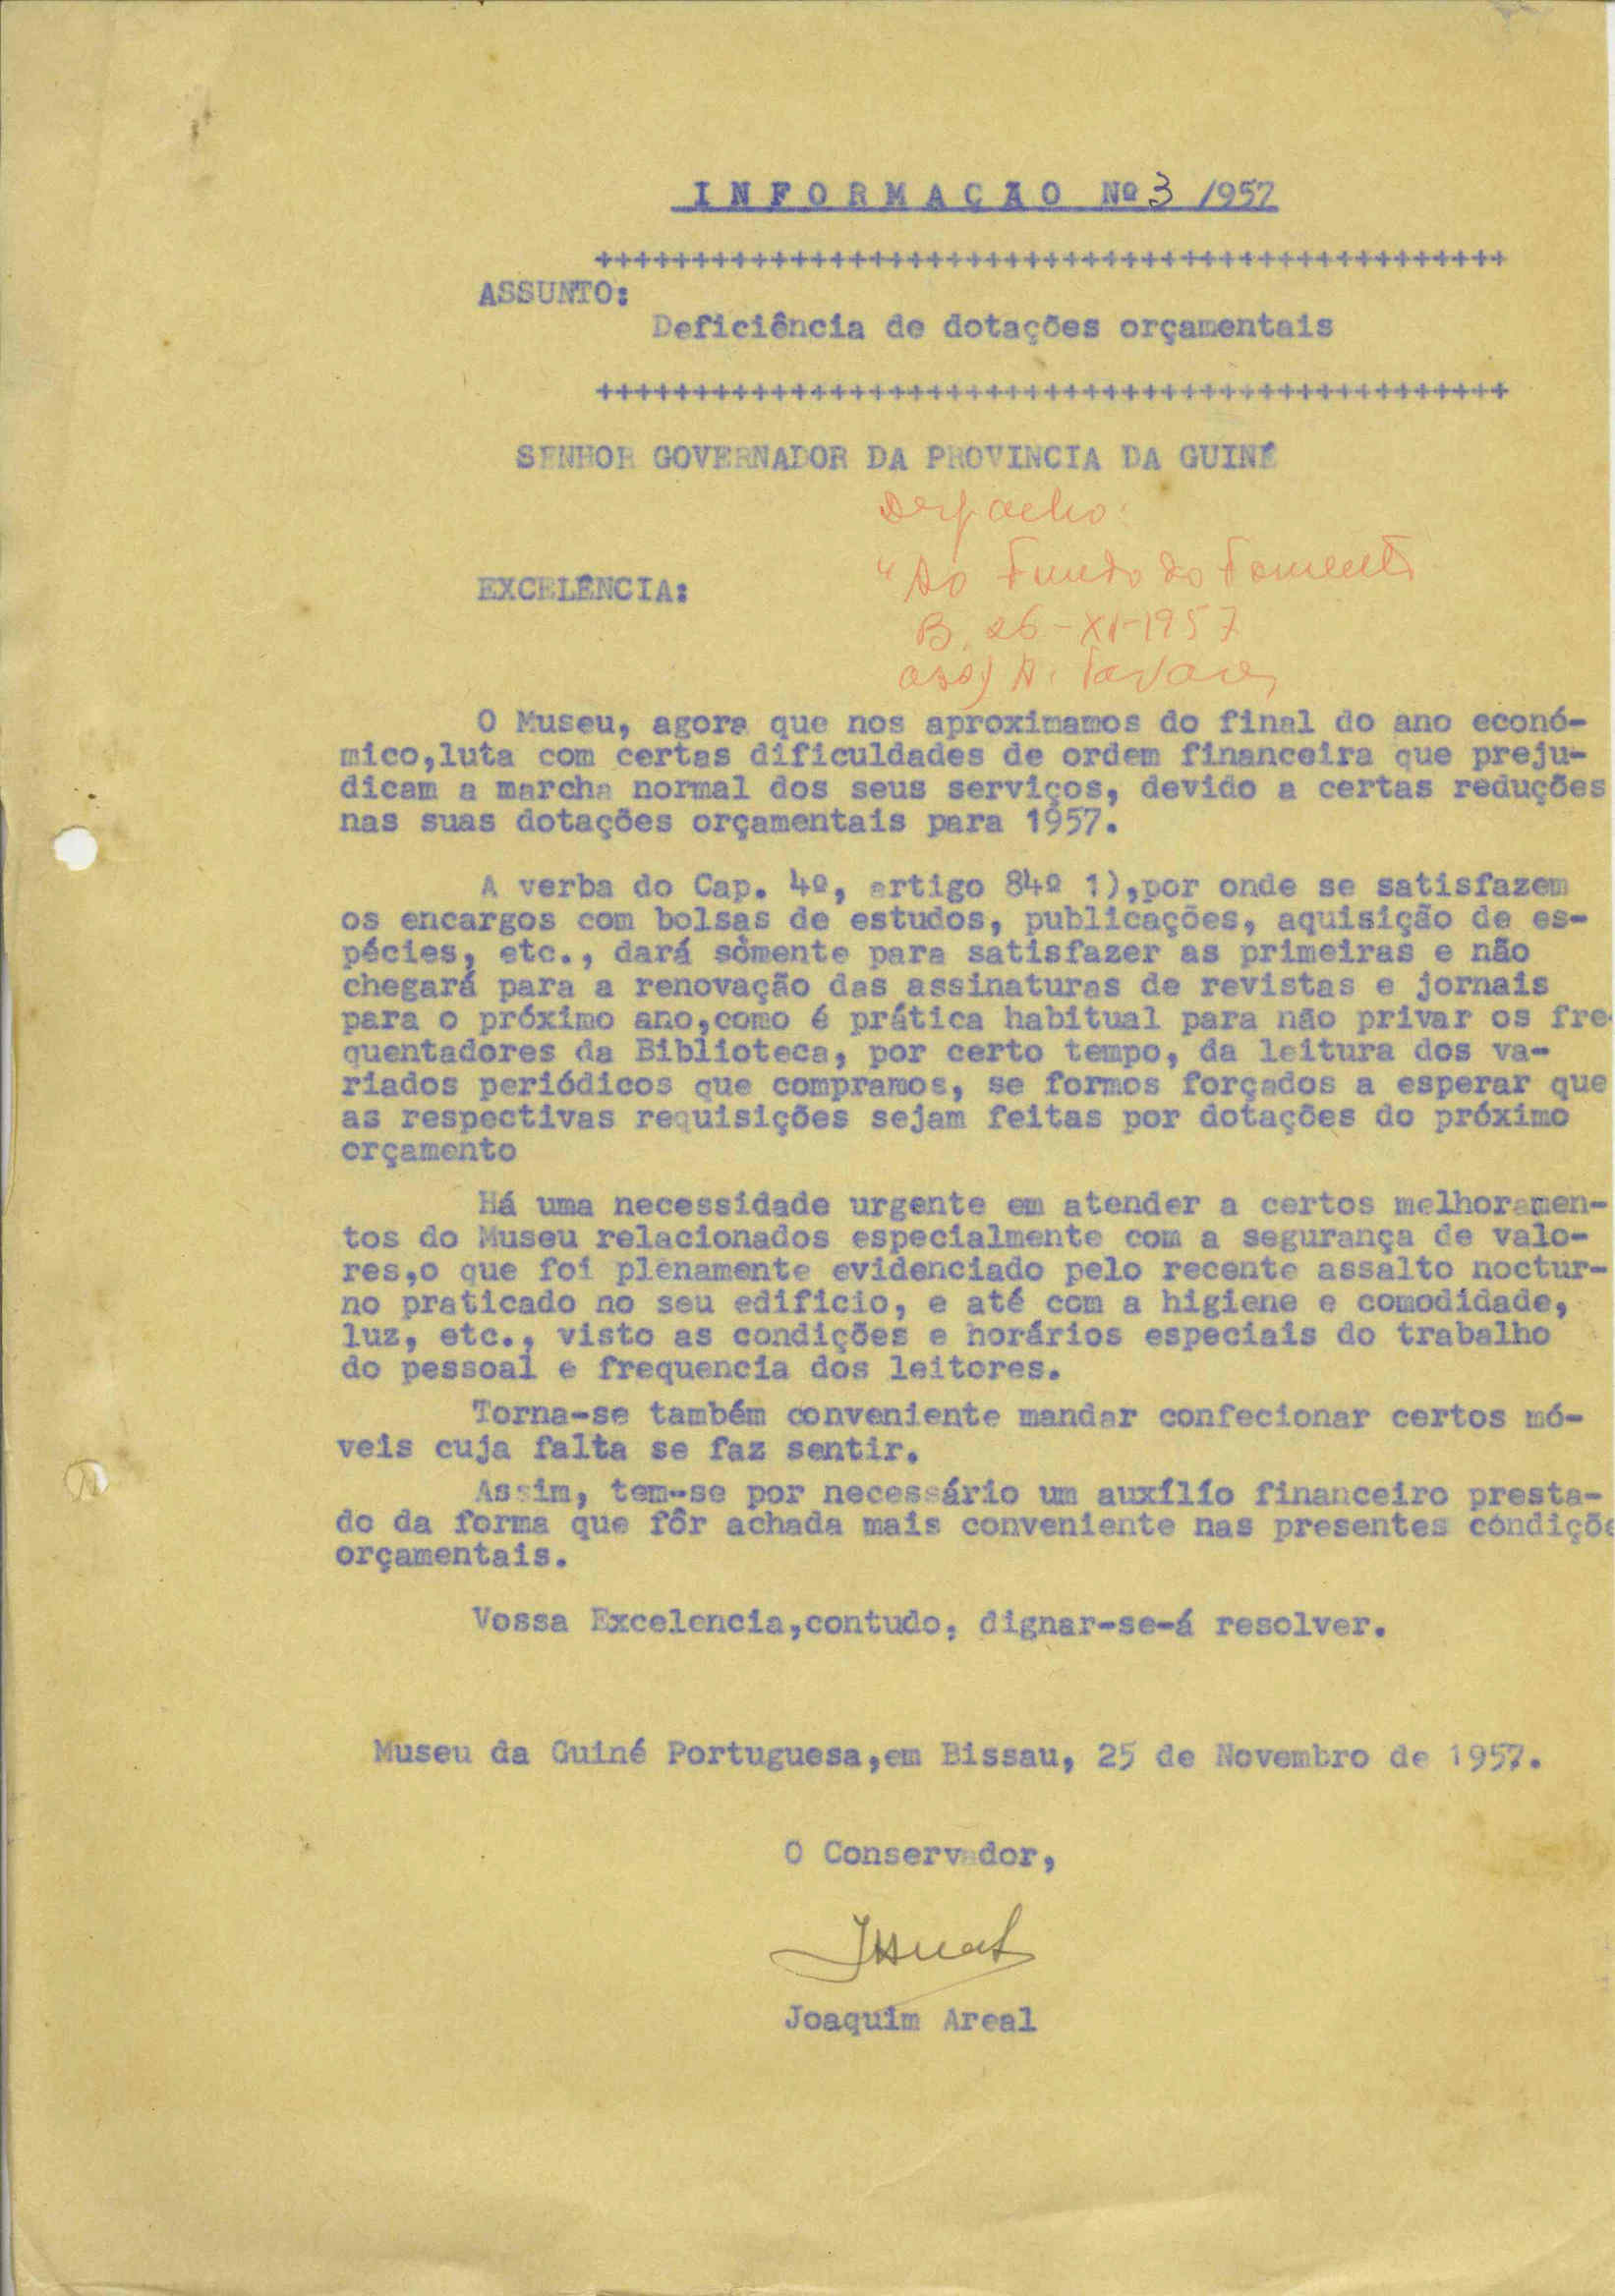 INFORMAÇÃO Nº 3 /957
+++++++++++++++++++++++++++++++++++++++++++++++
ASSUNTO:
Deficiência de dotações orçamentais
+++++++++++++++++++++++++++++++++++++++++++++++
SENHOR GOVERNADOR DA PROVINCIA DA GUINÉ
Despacho:
EXCELÊNCIA:
"Ao Fundo do Fomento
B. 26-XI-1957
ass) A. Tavares
O Museu, agora que nos aproximamos do final do ano econó-
mico,luta com certas dificuldades de ordem financeira que preju-
dicam a marcha normal dos seus serviços, devido a certas reduções
nas suas dotações orçamentais para 1957.
A verba do Cap. 4º, artigo 84º 1),por onde se satisfazem
os encargos com bolsas de estudos, publicações, aquisição de es-
pécies, etc., dará sòmente para satisfazer as primeiras e não
chegará para a renovação das assinaturas de revistas e jornais
para o próximo ano,como é prática habitual para não privar os fre-
quentadores da Biblioteca, por certo tempo, da leitura dos va-
riados periódicos que compramos, se formos forçados a esperar que
as respectivas requisições sejam feitas por dotações do próximo
orçamento
Há uma necessidade urgente em atender a certos melhoramen-
tos do Museu relacionados especialmente com a segurança de valo-
res,o que foi plenamente evidenciado pelo recente assalto noctur-
no praticado no seu edificio, e até com a higiene e comodidade,
luz, etc., visto as condições e horários especiais do trabalho
do pessoal e frequencia dos leitores.
Torna-se também conveniente mandar confecionar certos mó-
veis cuja falta se faz sentir.
Assim, tem-se por necessário um auxílío financeiro presta-
do da forma que fôr achada mais conveniente nas presentes condiçõe
orçamentais.
Vossa Excelencia,contudo, dignar-se-á resolver.
Museu da Guiné Portuguesa,em Bissau, 25 de Novembro de 1957.
O Conservador,
Joaquim Areal